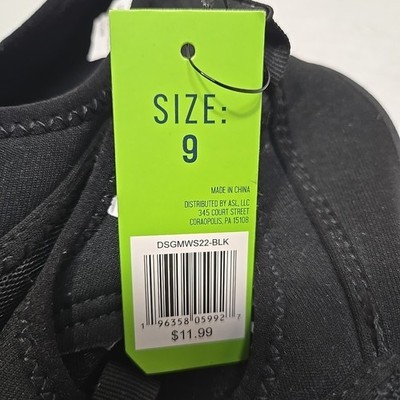 SIZE:
9
MADE IN CHINA
DISTRIBUTED BY ASL, LLC
345 COURT STREET
CORAOPOLIS, PA 15108
DSGMWS22-BLK
1 96358 05992 7
$11.99